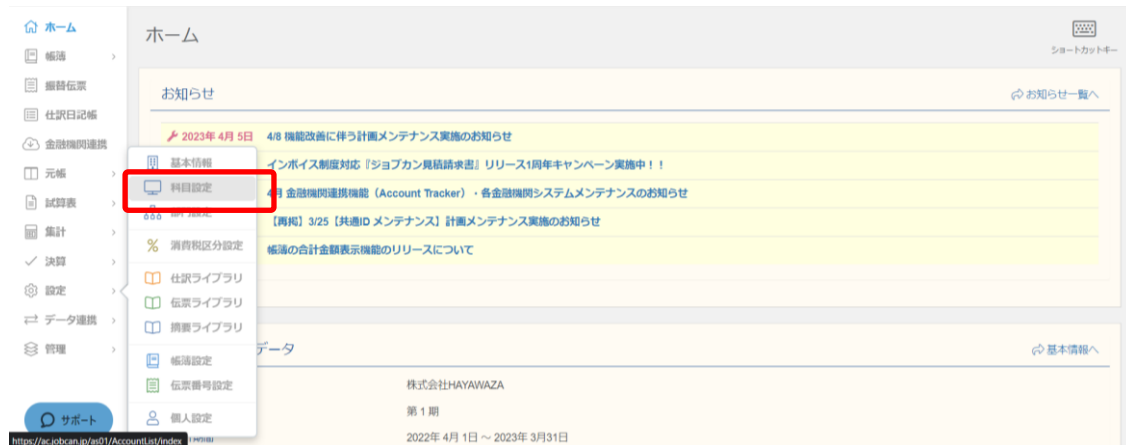 ホーム
帳簿
振替伝票
仕訳日記帳
金融機関連携
元帳
試算表
集計
決算
設定
データ連携
管理
サポート
https://ac.jobcan.jp/as01/AccountList/index
ホーム
ショートカットキー
お知らせ
お知らせ一覧へ
2023年 4月 5日 4/8 機能改善に伴う計画メンテナンス実施のお知らせ
インボイス制度対応『ジョブカン見積請求書』リリース1周年キャンペーン実施中！！
4月 金融機関連携機能（Account Tracker）・各金融機関システムメンテナンスのお知らせ
【再掲】3/25【共通ID メンテナンス】計画メンテナンス実施のお知らせ
帳簿の合計金額表示機能のリリースについて
基本情報
科目設定
部門設定
消費税区分設定
仕訳ライブラリ
伝票ライブラリ
摘要ライブラリ
帳簿設定
伝票番号設定
個人設定
データ
基本情報へ
株式会社HAYAWAZA
第 1 期
2022年 4月 1日 ～ 2023年 3月31日